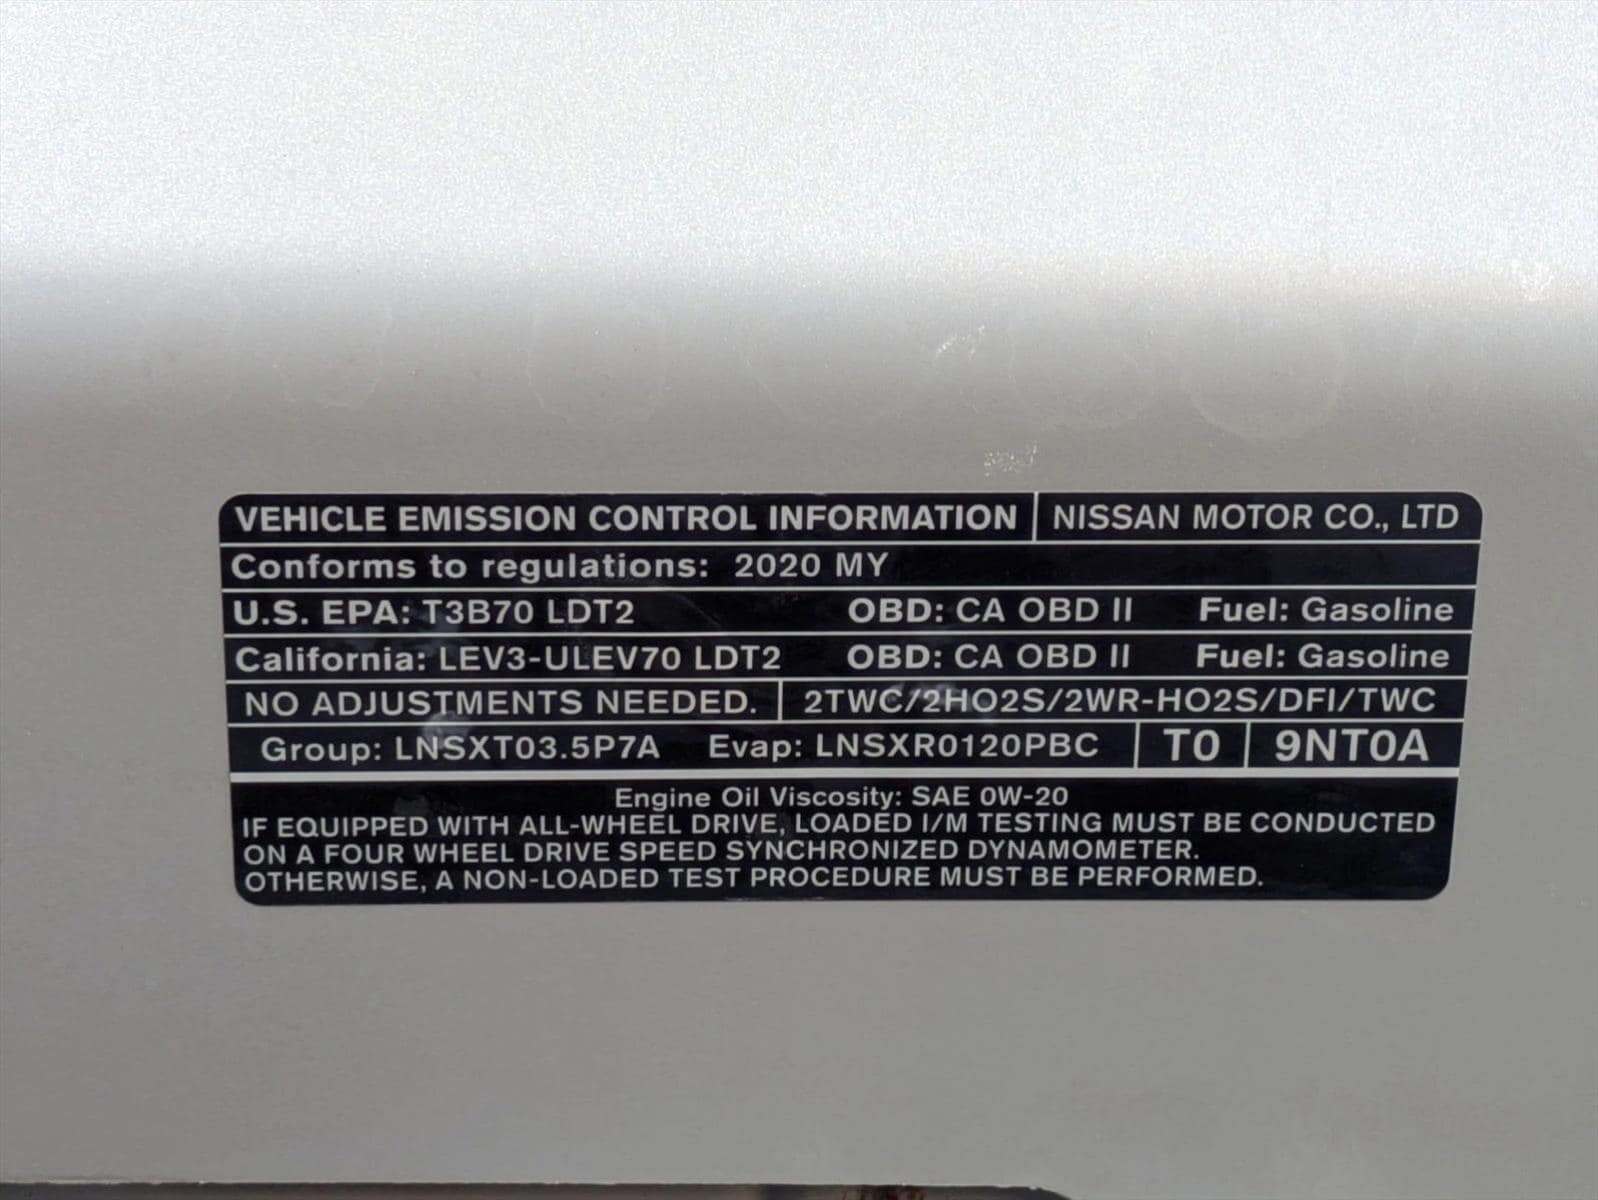 VEHICLE EMISSION CONTROL INFORMATION NISSAN MOTOR CO., LTD
Conforms to regulations: 2020 MY
U.S. EPA: T3B70 LDT2 OBD: CA OBD II Fuel: Gasoline
California: LEV3-ULEV70 LDT2 OBD: CA OBD II Fuel: Gasoline
NO ADJUSTMENTS NEEDED. 2TWC/2HO2S/2WR-HO2S/DFI/TWC
Group: LNSXT03.5P7A Evap: LNSXR0120PBC T0 9NT0A
Engine Oil Viscosity: SAE 0W-20
IF EQUIPPED WITH ALL-WHEEL DRIVE, LOADED I/M TESTING MUST BE CONDUCTED
ON A FOUR WHEEL DRIVE SPEED SYNCHRONIZED DYNAMOMETER.
OTHERWISE, A NON-LOADED TEST PROCEDURE MUST BE PERFORMED.